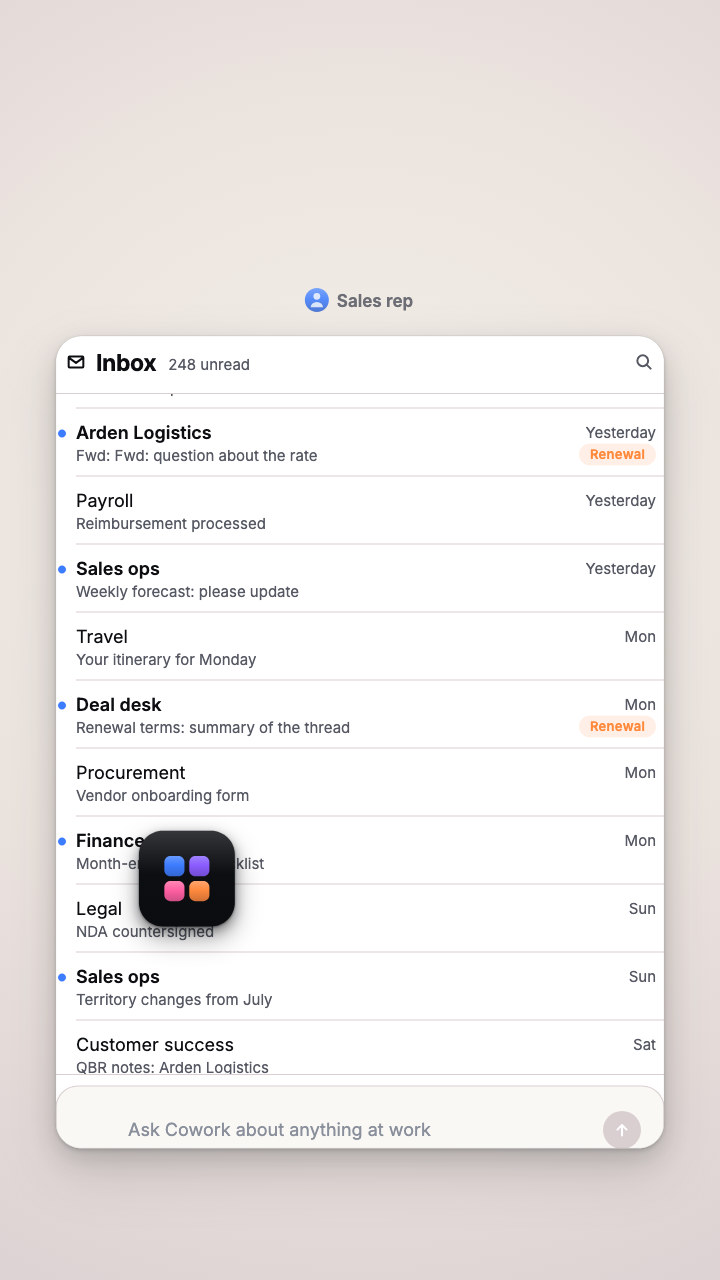 Sales rep
Inbox 248 unread
Arden Logistics Yesterday
Fwd: Fwd: question about the rate Renewal
Payroll Yesterday
Reimbursement processed
Sales ops Yesterday
Weekly forecast: please update
Travel Mon
Your itinerary for Monday
Deal desk Mon
Renewal terms: summary of the thread Renewal
Procurement Mon
Vendor onboarding form
Finance Mon
Legal Sun
NDA countersigned
Sales ops Sun
Territory changes from July
Customer success Sat
QBR notes: Arden Logistics
Ask Cowork about anything at work